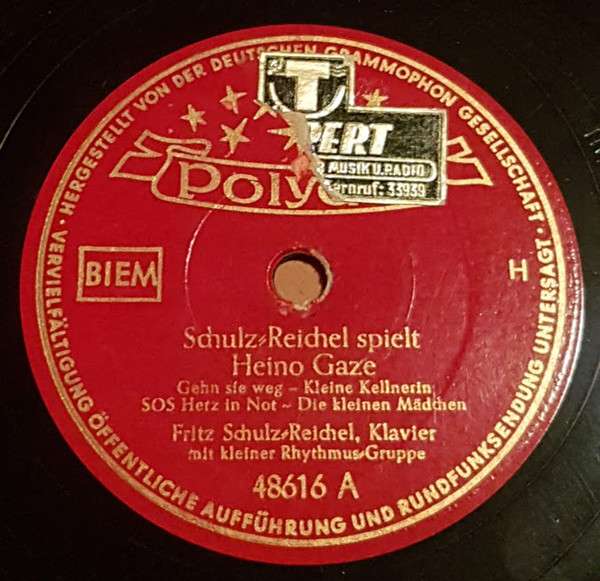 HERGESTELLT VON DER DEUTSCHEN GRAMMOPHON GESELLSCHAFT ·
VERVIELFÄLTIGUNG ÖFFENTLICHE AUFFÜHRUNG UND RUNDFUNKSENDUNG UNTERSAGT ·
T
PERT
MUSIK U. RADIO
33939
BIEM
H
Schulz-Reichel spielt
Heino Gaze
Gehn sie weg – Kleine Kellnerin
SOS Herz in Not – Die kleinen Mädchen
Fritz Schulz-Reichel, Klavier
mit kleiner Rhythmus-Gruppe
48616 A